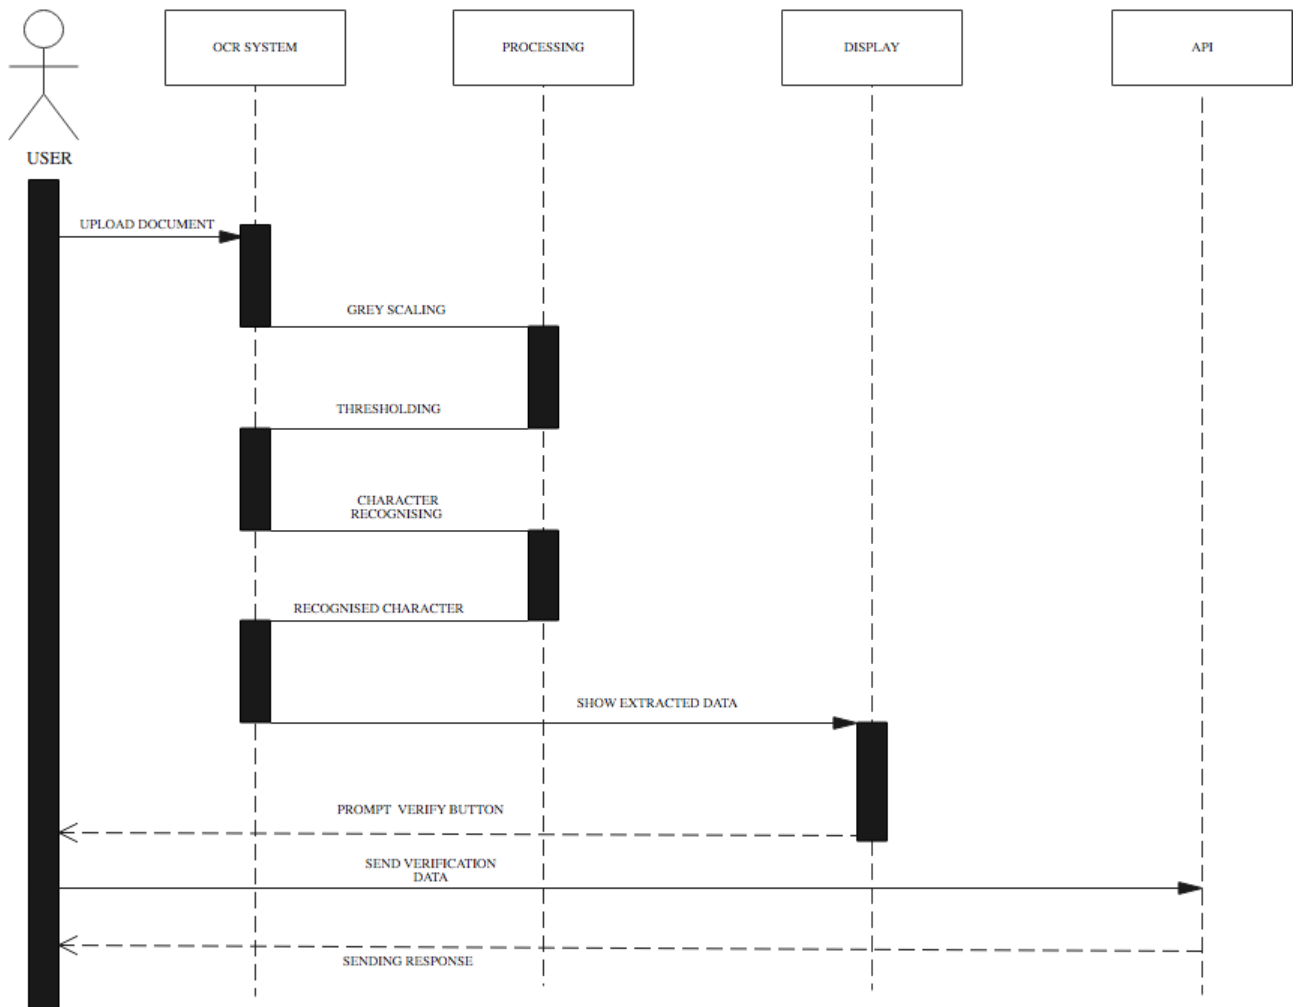 OCR SYSTEM
PROCESSING
DISPLAY
API
USER
UPLOAD DOCUMENT
GREY SCALING
THRESHOLDING
CHARACTER
RECOGNISING
RECOGNISED CHARACTER
SHOW EXTRACTED DATA
PROMPT VERIFY BUTTON
SEND VERIFICATION
DATA
SENDING RESPONSE